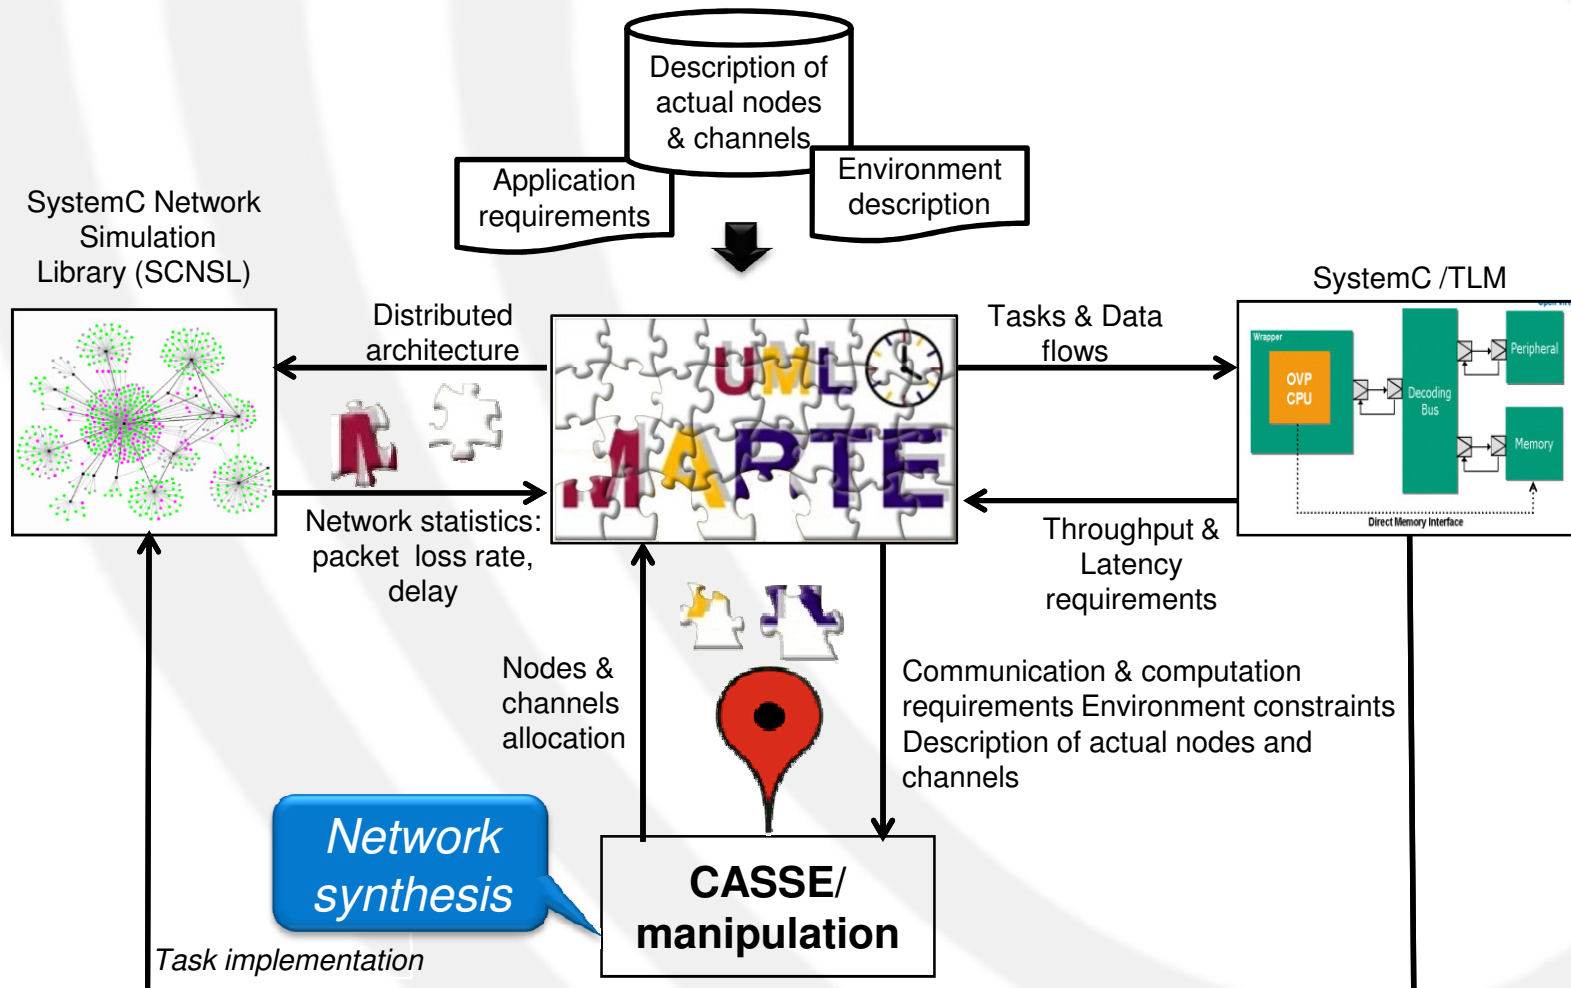 Description of
actual nodes
& channels
Application
requirements
Environment
description
SystemC Network
Simulation
Library (SCNSL)
SystemC /TLM
Distributed
architecture
UML
MARTE
Tasks & Data
flows
Wrapper
OVP
CPU
Decoding
Bus
Peripheral
Memory
Direct Memory Interface
Network statistics:
packet loss rate,
delay
Throughput &
Latency
requirements
Nodes &
channels
allocation
Communication & computation
requirements Environment constraints
Description of actual nodes and
channels
Network
synthesis
CASSE/
manipulation
Task implementation